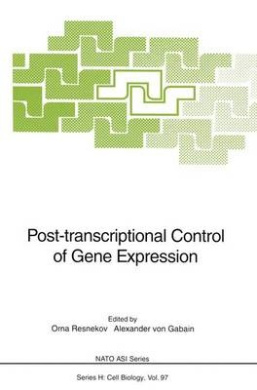 Post-transcriptional Control
of Gene Expression
Edited by
Orna Resnekov Alexander von Gabain
NATO ASI Series
Series H: Cell Biology, Vol. 97